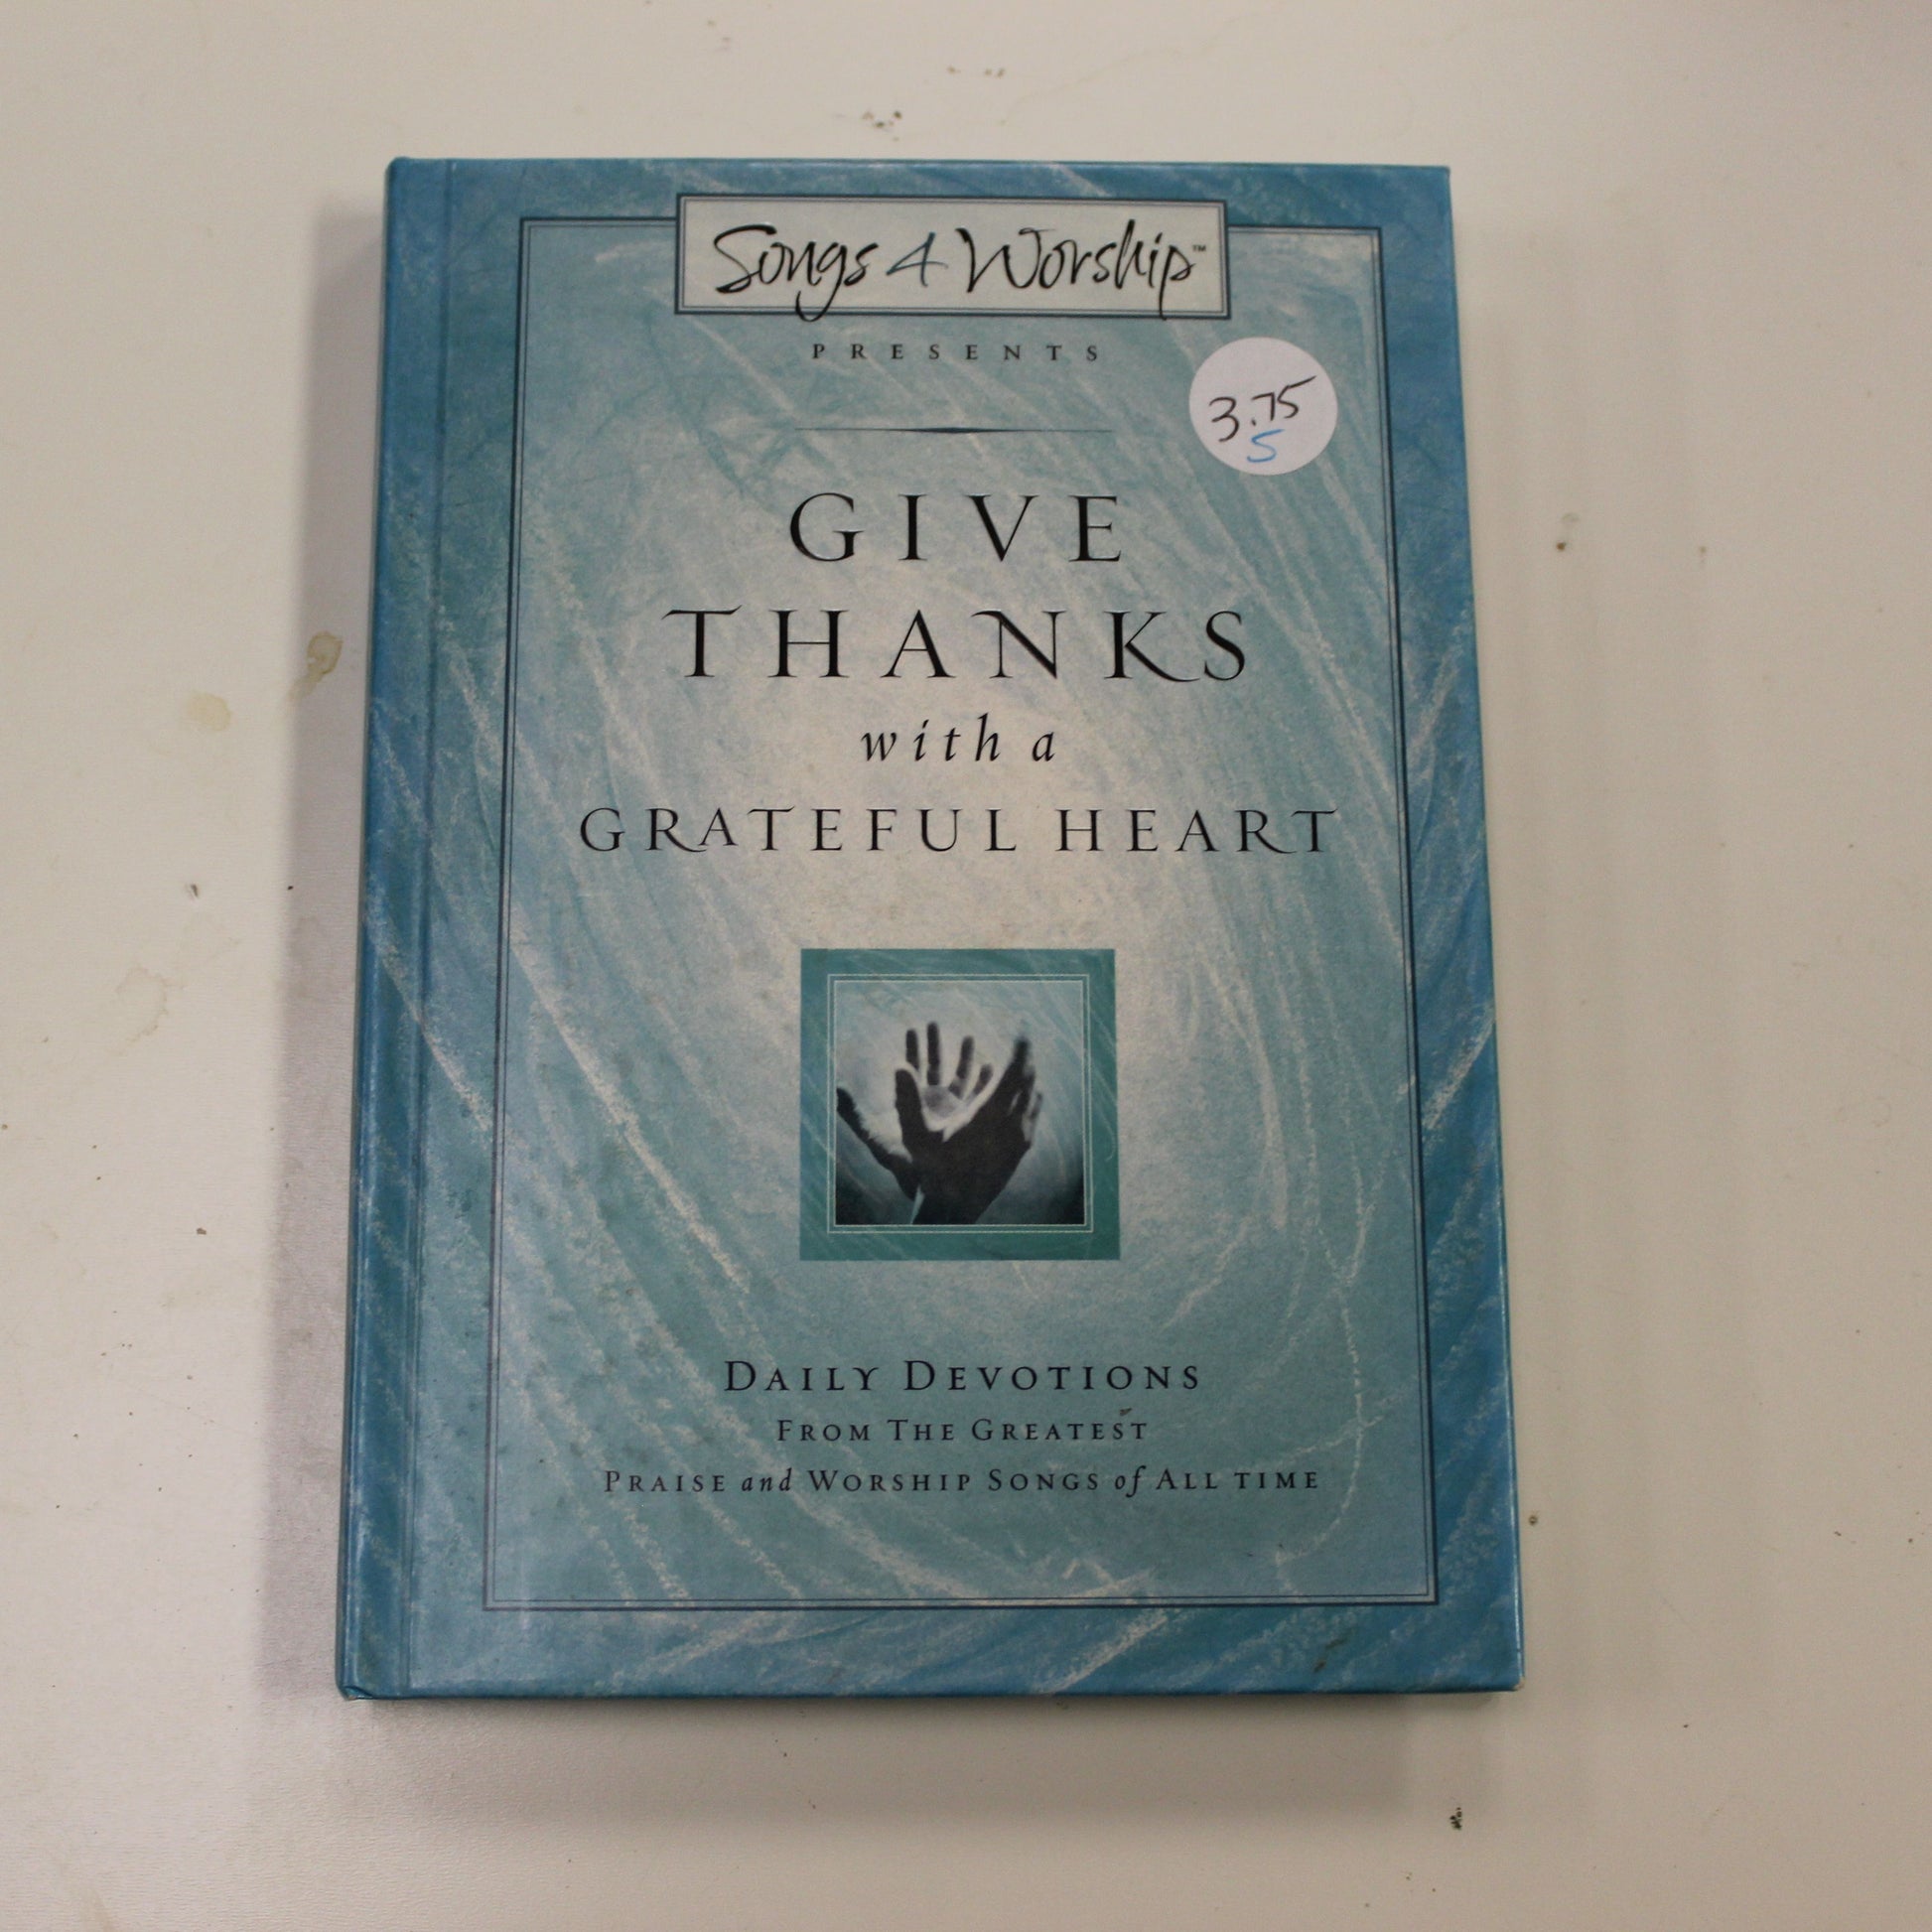 Songs 4 Worship™
PRESENTS
3.75
S
GIVE
THANKS
with a
GRATEFUL HEART
DAILY DEVOTIONS
FROM THE GREATEST
PRAISE and WORSHIP SONGS of ALL TIME